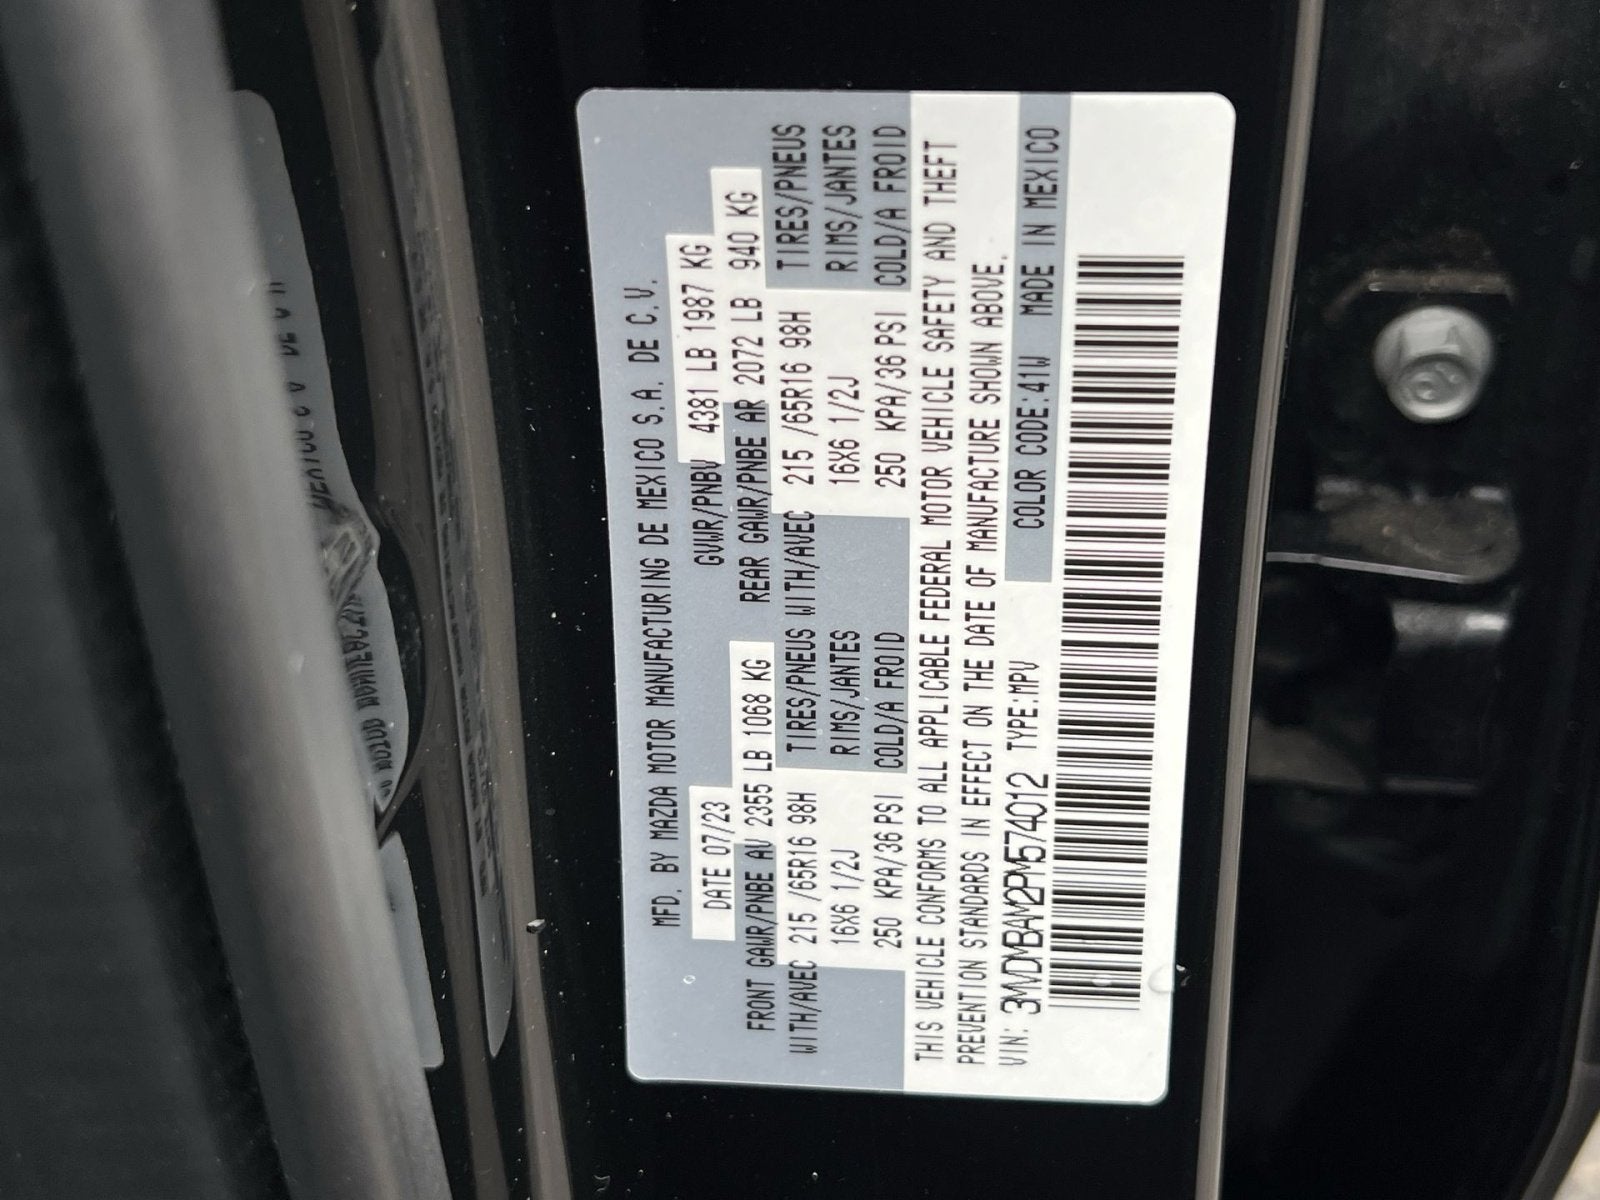 MFD. BY MAZDA MOTOR MANUFACTURING DE MEXICO S.A. DE C.V.
DATE 07/23 GVWR/PNBV 4381 LB 1987 KG
FRONT GAWR/PNBE AV 2355 LB 1068 KG REAR GAWR/PNBE AR 2072 LB 940 KG
WITH/AVEC 215 /65R16 98H TIRES/PNEUS WITH/AVEC 215 /65R16 98H TIRES/PNEUS
16X6 1/2J RIMS/JANTES 16X6 1/2J RIMS/JANTES
250 KPA/36 PSI COLD/A FROID 250 KPA/36 PSI COLD/A FROID
THIS VEHICLE CONFORMS TO ALL APPLICABLE FEDERAL MOTOR VEHICLE SAFETY AND THEFT
PREVENTION STANDARDS IN EFFECT ON THE DATE OF MANUFACTURE SHOWN ABOVE.
VIN: 3MVDMBAM2PM574012 TYPE:MPV COLOR CODE:41W MADE IN MEXICO